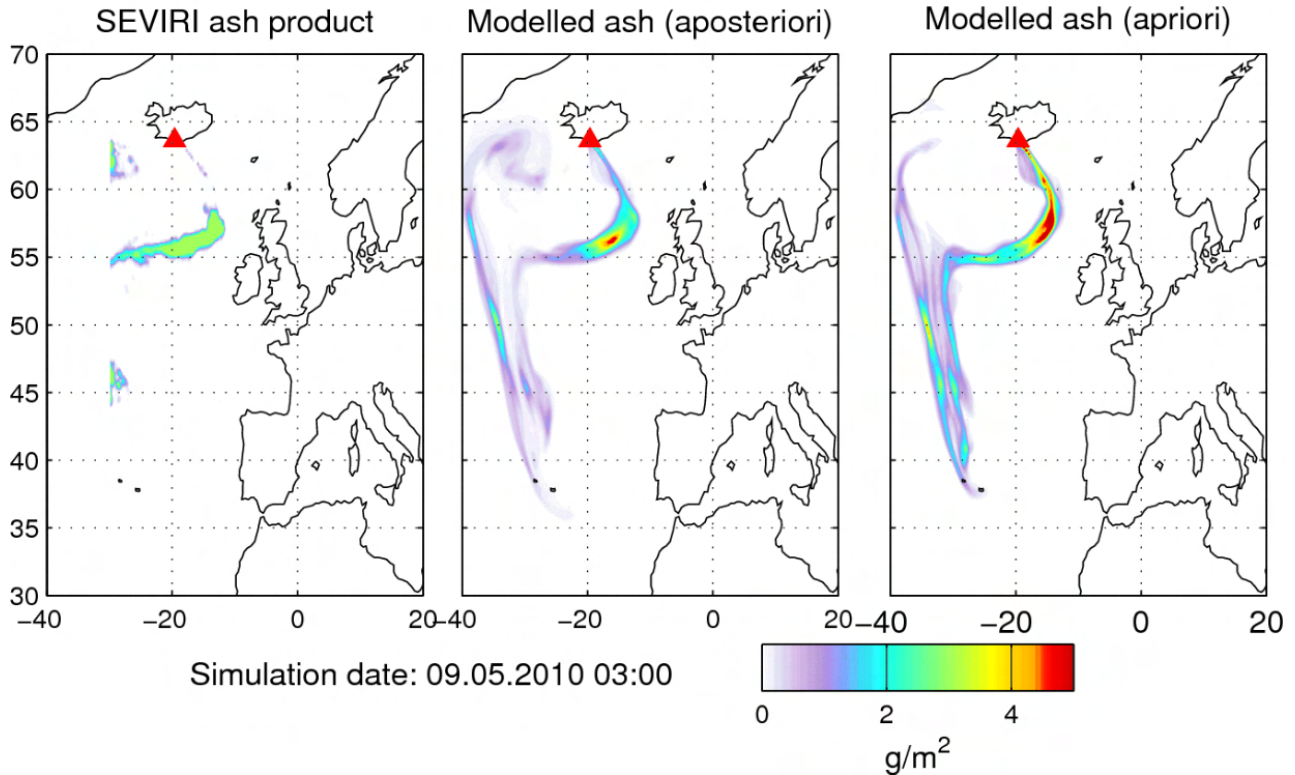 SEVIRI ash product
Modelled ash (aposteriori)
Modelled ash (apriori)
70
65
60
55
50
45
40
35
30
−40 −20 0 20
−40 −20 0 20
−40 −20 0 20
Simulation date: 09.05.2010 03:00
0 2 4
g/m²